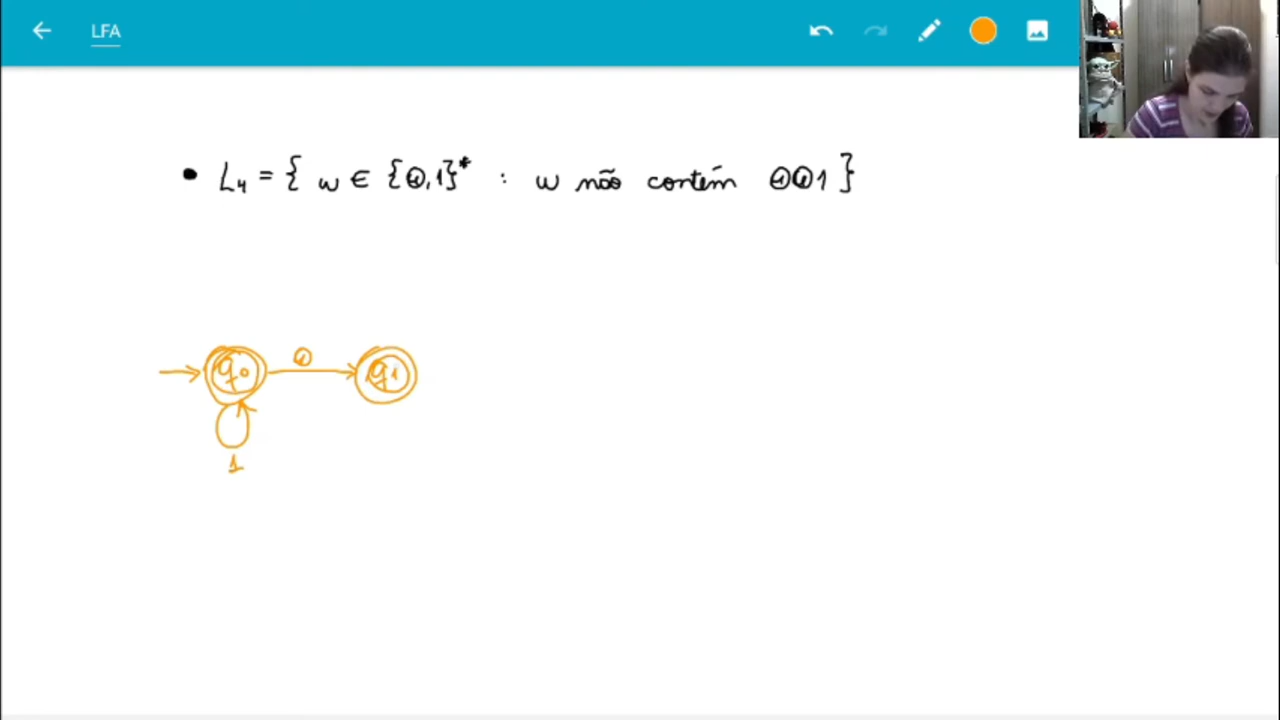 LFA
• L₄ = { w ∈ {0,1}* : w não contém 001 }
0
q₀ q₁
1